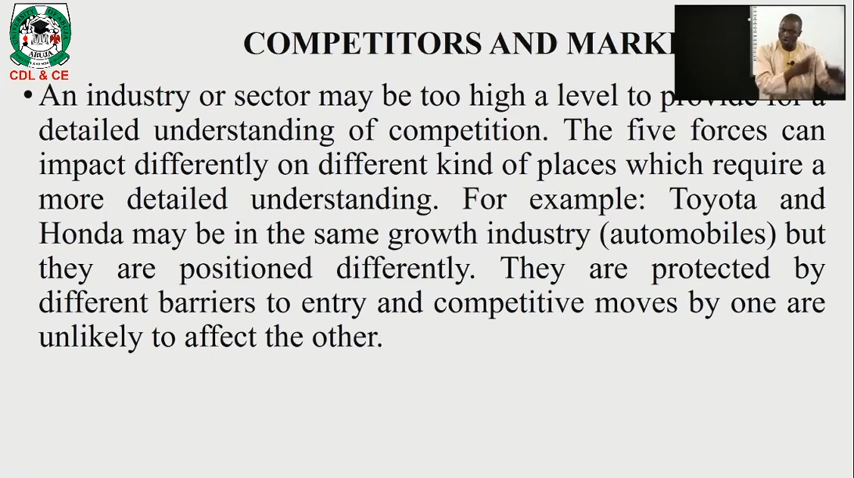 ABUJA
CDL & CE
COMPETITORS AND
• An industry or sector may be too high a level to provide for a
detailed understanding of competition. The five forces can
impact differently on different kind of places which require a
more detailed understanding. For example: Toyota and
Honda may be in the same growth industry (automobiles) but
they are positioned differently. They are protected by
different barriers to entry and competitive moves by one are
unlikely to affect the other.